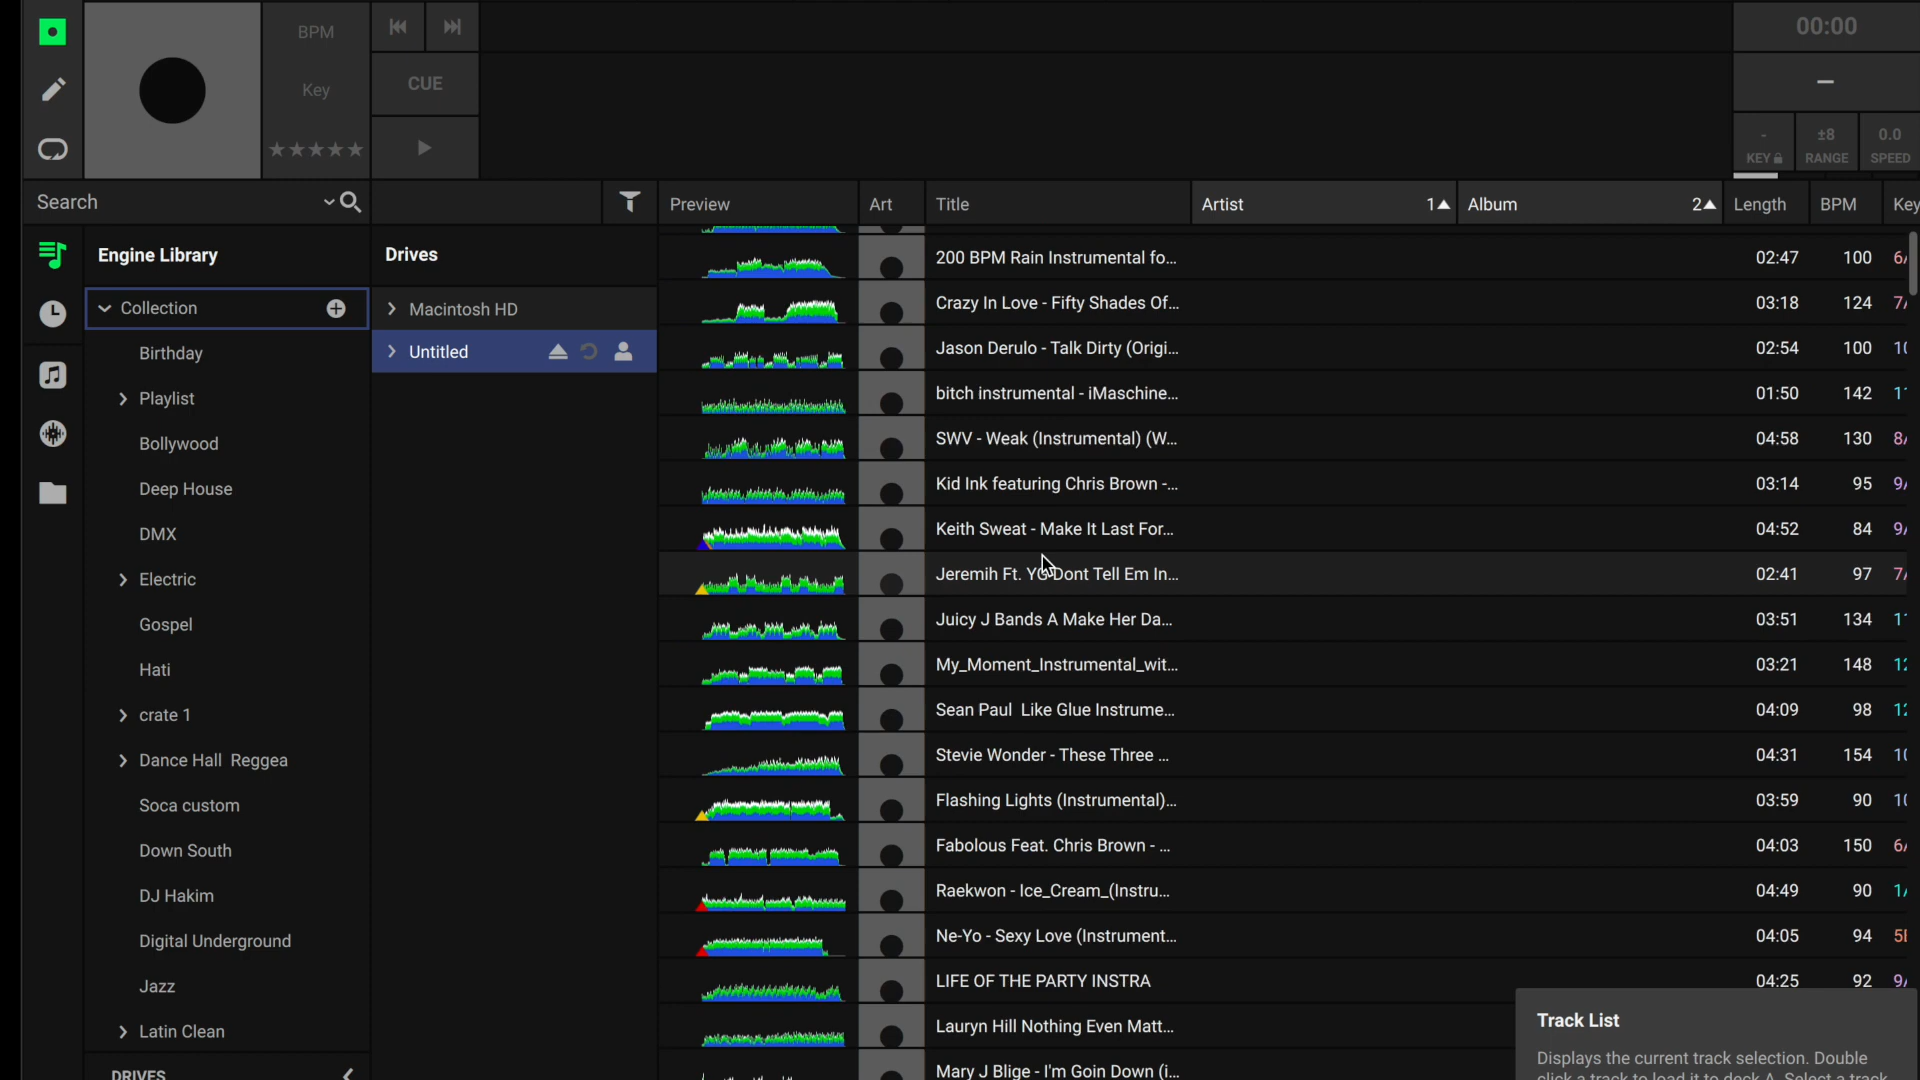 BPM
00:00
CUE
Key
±8
0.0
KEY
RANGE
SPEED
Search
Preview
Art
Title
Artist
1
Album
2
Length
BPM
Key
Engine Library
Drives
Collection
Macintosh HD
Untitled
Birthday
Playlist
Bollywood
Deep House
DMX
Electric
Gospel
Hati
crate 1
Dance Hall Reggea
Soca custom
Down South
DJ Hakim
Digital Underground
Jazz
Latin Clean
DRIVES
200 BPM Rain Instrumental fo... 02:47 100
Crazy In Love - Fifty Shades Of... 03:18 124
Jason Derulo - Talk Dirty (Origi... 02:54 100
bitch instrumental - iMaschine... 01:50 142
SWV - Weak (Instrumental) (W... 04:58 130
Kid Ink featuring Chris Brown -... 03:14 95
Keith Sweat - Make It Last For... 04:52 84
Jeremih Ft. YG Dont Tell Em In... 02:41 97
Juicy J Bands A Make Her Da... 03:51 134
My_Moment_Instrumental_wit... 03:21 148
Sean Paul Like Glue Instrume... 04:09 98
Stevie Wonder - These Three ... 04:31 154
Flashing Lights (Instrumental)... 03:59 90
Fabolous Feat. Chris Brown - ... 04:03 150
Raekwon - Ice_Cream_(Instru... 04:49 90
Ne-Yo - Sexy Love (Instrument... 04:05 94
LIFE OF THE PARTY INSTRA 04:25 92
Lauryn Hill Nothing Even Matt...
Mary J Blige - I'm Goin Down (i...
Track List
Displays the current track selection. Double
click a track to load it to deck A. Select a track